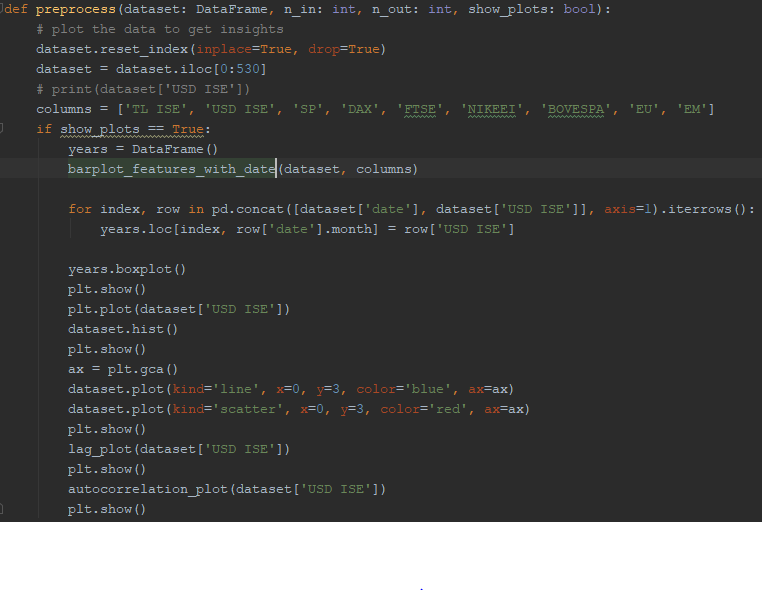 def preprocess(dataset: DataFrame, n_in: int, n_out: int, show_plots: bool):
    # plot the data to get insights
    dataset.reset_index(inplace=True, drop=True)
    dataset = dataset.iloc[0:530]
    # print(dataset['USD ISE'])
    columns = ['TL ISE', 'USD ISE', 'SP', 'DAX', 'FTSE', 'NIKEEI', 'BOVESPA', 'EU', 'EM']
    if show_plots == True:
        years = DataFrame()
        barplot_features_with_date(dataset, columns)
        for index, row in pd.concat([dataset['date'], dataset['USD ISE']], axis=1).iterrows():
            years.loc[index, row['date'].month] = row['USD ISE']
        years.boxplot()
        plt.show()
        plt.plot(dataset['USD ISE'])
        dataset.hist()
        plt.show()
        ax = plt.gca()
        dataset.plot(kind='line', x=0, y=3, color='blue', ax=ax)
        dataset.plot(kind='scatter', x=0, y=3, color='red', ax=ax)
        plt.show()
        lag_plot(dataset['USD ISE'])
        plt.show()
        autocorrelation_plot(dataset['USD ISE'])
        plt.show()